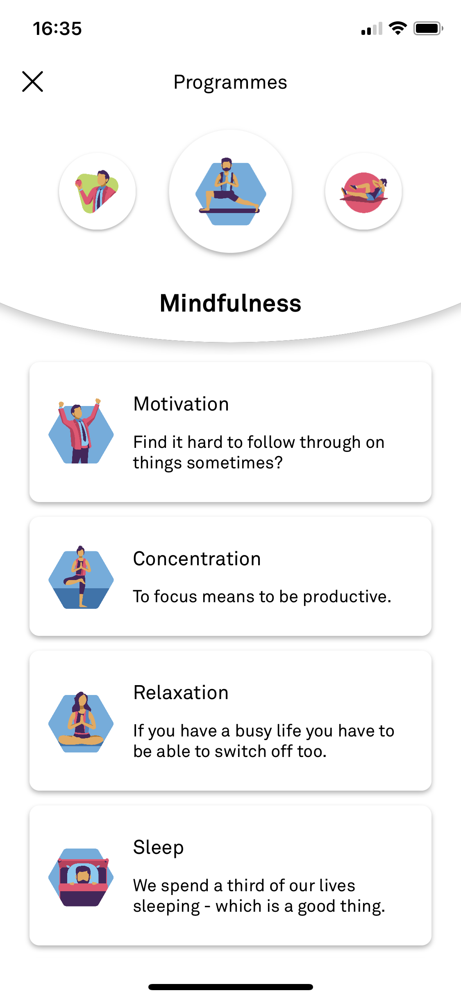 16:35
Programmes
Mindfulness
Motivation
Find it hard to follow through on
things sometimes?
Concentration
To focus means to be productive.
Relaxation
If you have a busy life you have to
be able to switch off too.
Sleep
We spend a third of our lives
sleeping - which is a good thing.